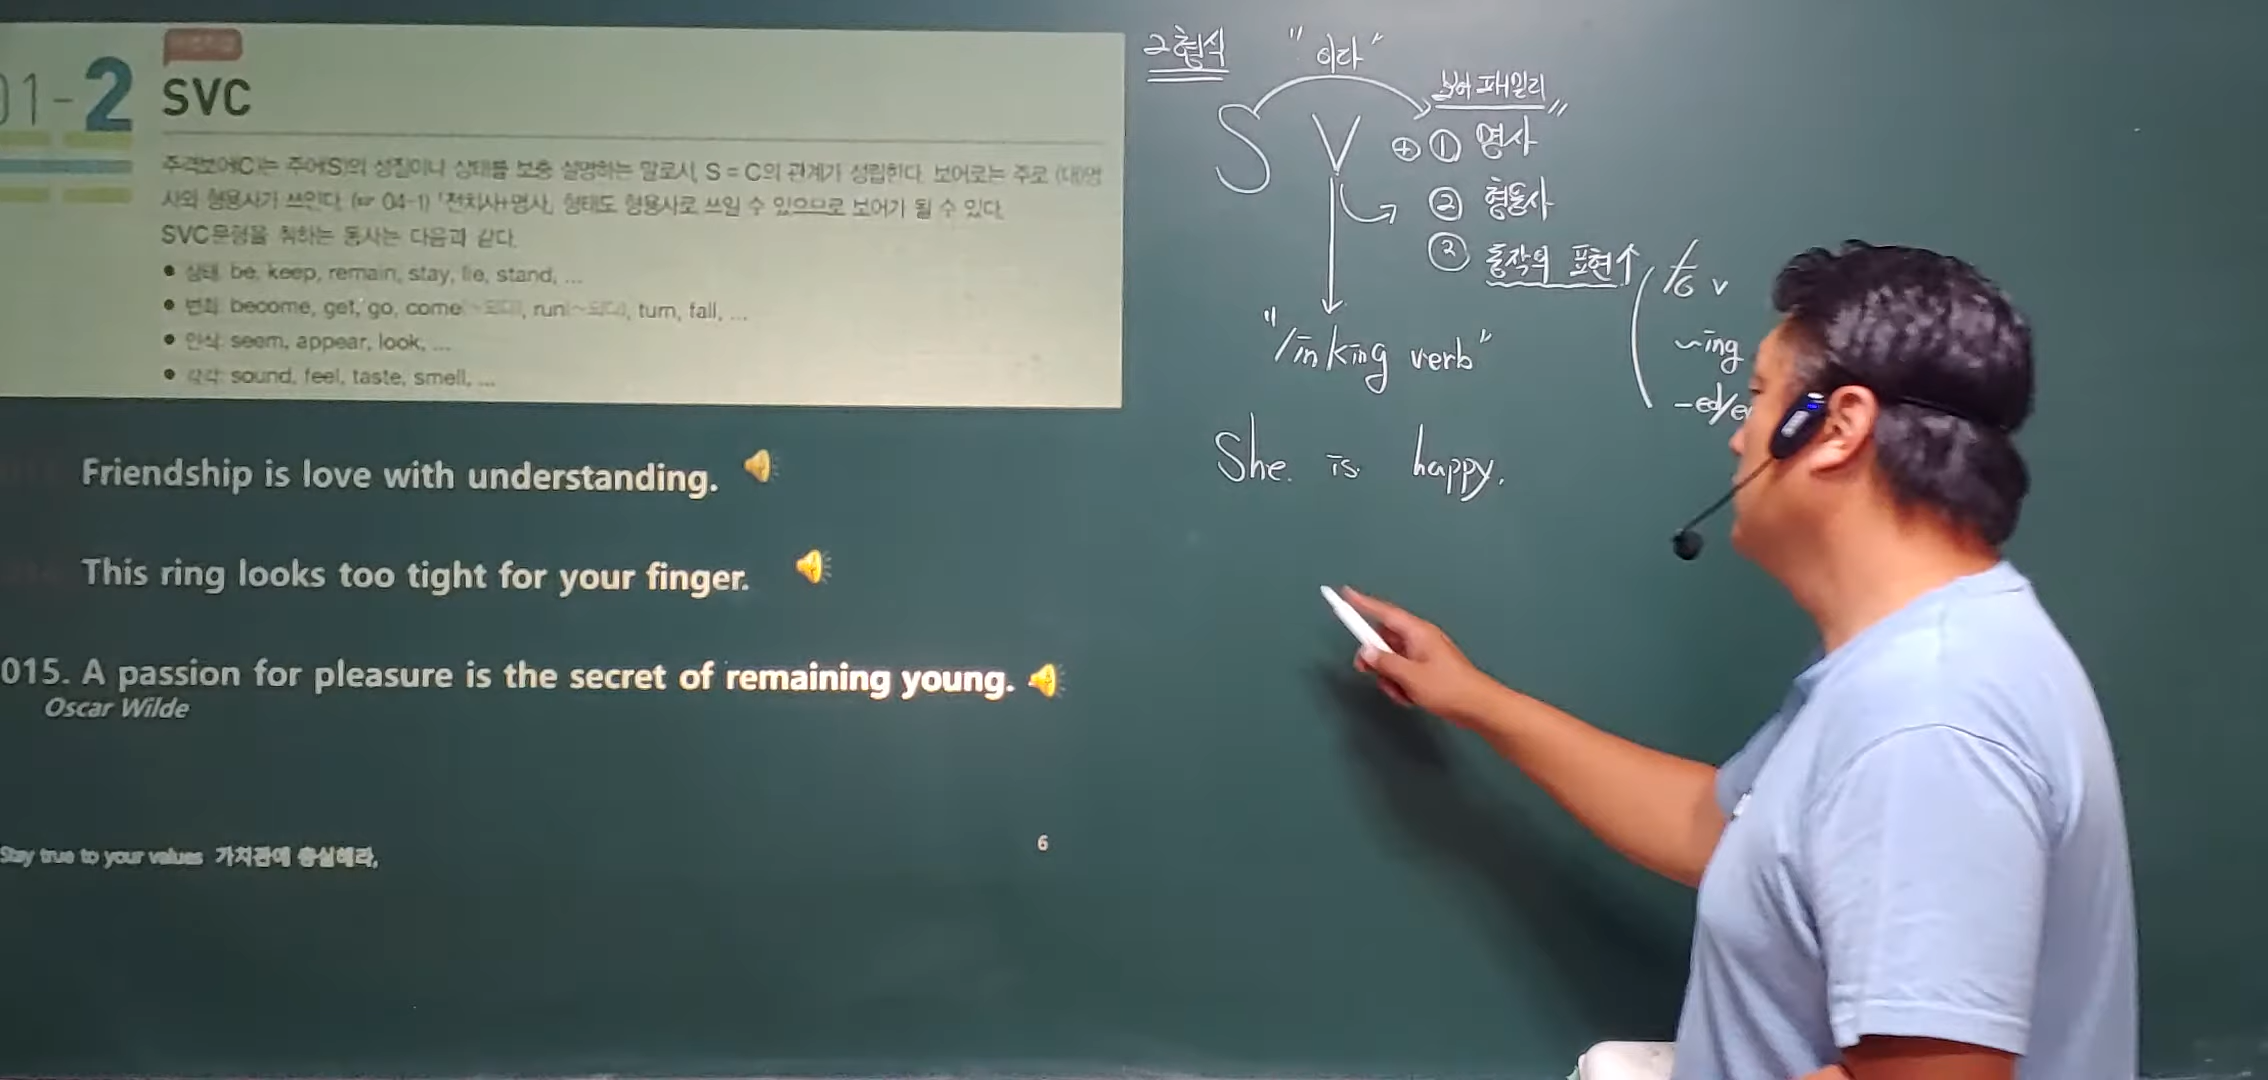 01-2 SVC
주격보어(C)는 주어(S)의 성질이나 상태를 보충 설명하는 말로서, S = C의 관계가 성립한다. 보어로는 주로 (대)명
사와 형용사가 쓰인다. (☞ 04-1) 「전치사+명사」 형태도 형용사로 쓰일 수 있으므로 보어가 될 수 있다.
SVC문형을 취하는 동사는 다음과 같다.
• 상태: be, keep, remain, stay, lie, stand, ...
• 변화: become, get, go, come(~되다), run(~되다), turn, fall, ...
• 인식: seem, appear, look, ...
• 감각: sound, feel, taste, smell, ...
Friendship is love with understanding.
This ring looks too tight for your finger.
015. A passion for pleasure is the secret of remaining young.
Oscar Wilde
Stay true to your values 가치관에 충실해라,
6
2형식 "이다"
보어 패밀리"
S V ⊕ ① 명사
② 형용사
③ 동작의 표현↑
to v
~ing
-ed/e
"linking verb"
She is happy.